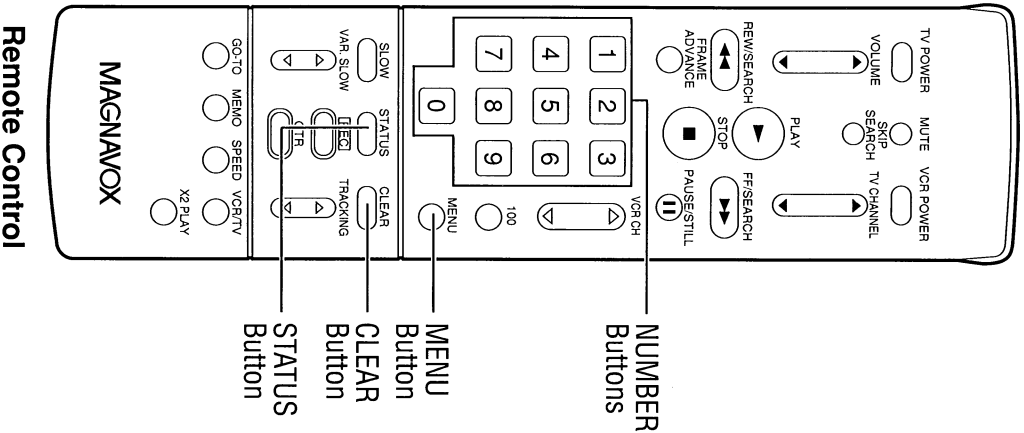 Remote Control
TV POWER
MUTE
VCR POWER
VOLUME
SKIP
SEARCH
TV CHANNEL
PLAY
REW/SEARCH
FF/SEARCH
FRAME
ADVANCE
STOP
PAUSE/STILL
1 2 3
4 5 6
7 8 9
0
VCR CH
100
MENU
SLOW
STATUS
CLEAR
VAR. SLOW
REC
TRACKING
GO-TO
MEMO
SPEED
VCR/TV
X2 PLAY
MAGNAVOX
NUMBER
Buttons
MENU
Button
CLEAR
Button
STATUS
Button